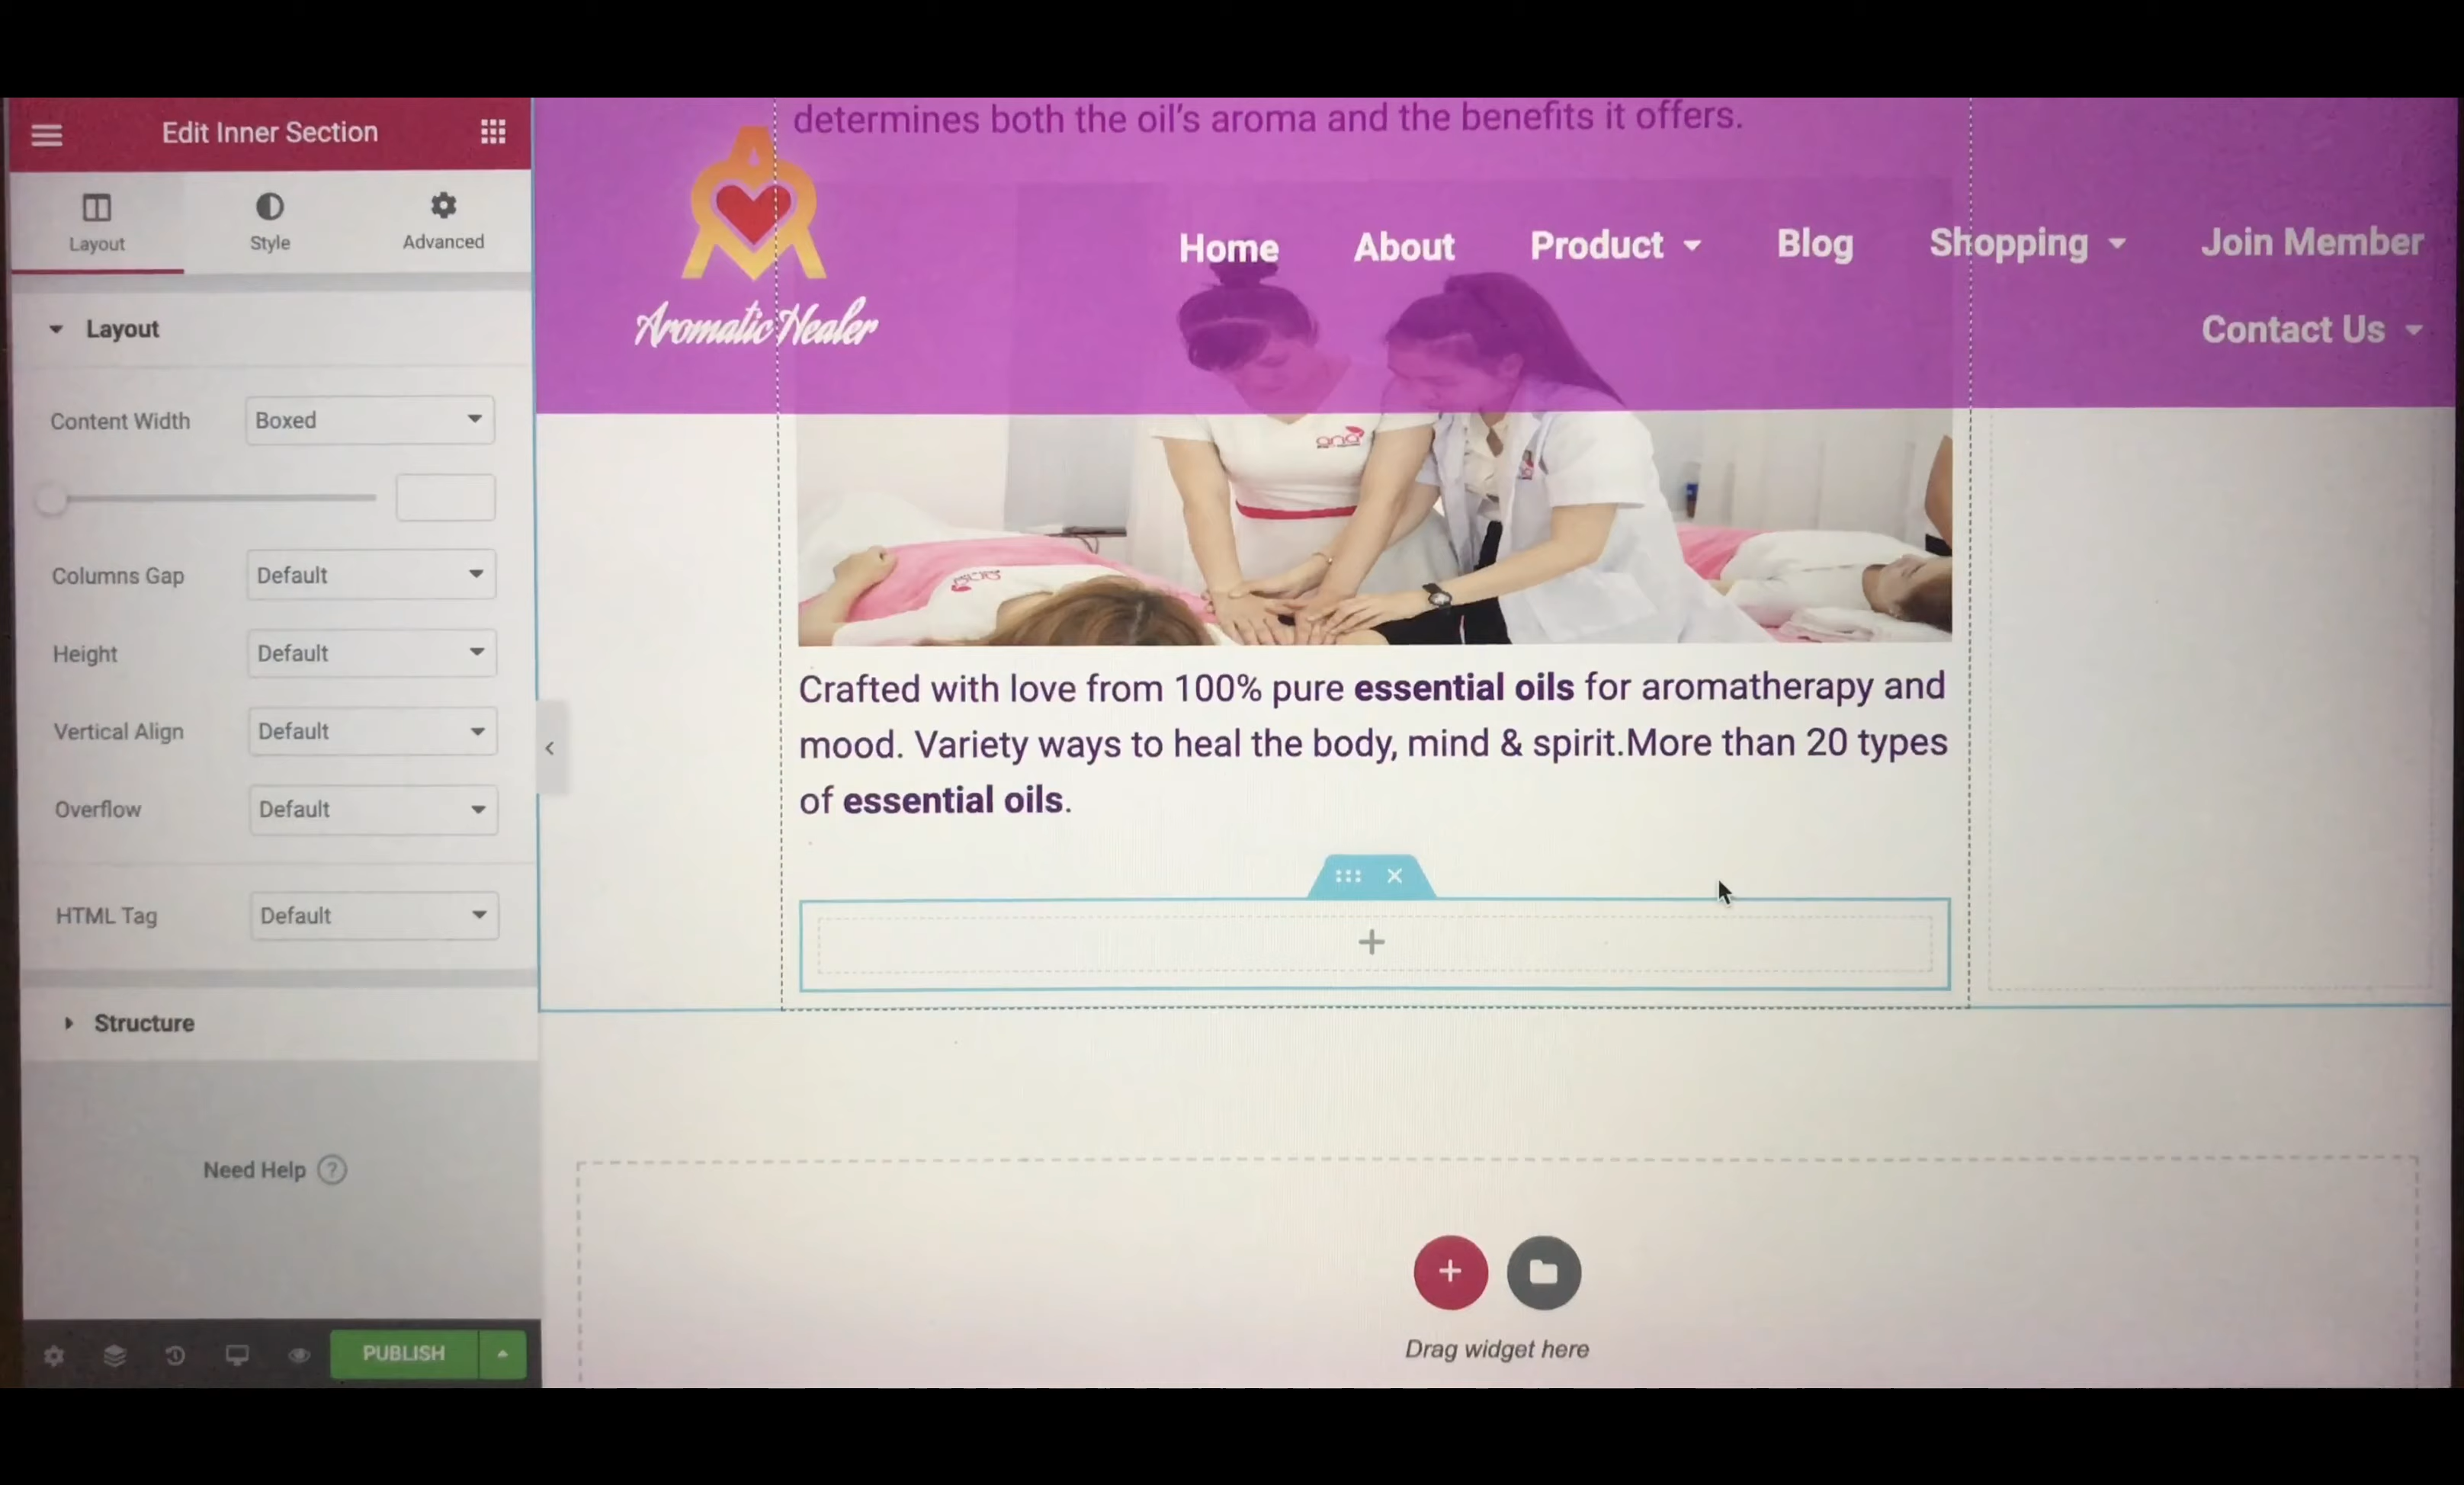 Edit Inner Section
Layout
Style
Advanced
Layout
Content Width
Boxed
Columns Gap
Default
Height
Default
Vertical Align
Default
Overflow
Default
HTML Tag
Default
Structure
Need Help ?
PUBLISH
determines both the oil's aroma and the benefits it offers.
Aromatic Healer
Home
About
Product
Blog
Shopping
Join Member
Contact Us
ana
ana
Crafted with love from 100% pure essential oils for aromatherapy and
mood. Variety ways to heal the body, mind & spirit.More than 20 types
of essential oils.
Drag widget here